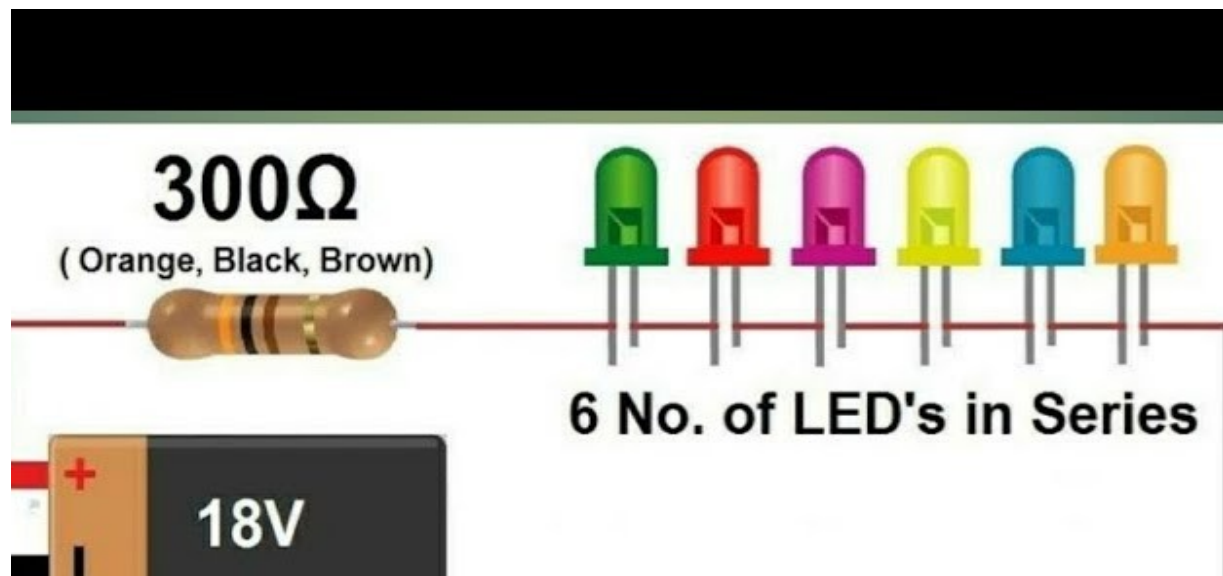 300Ω
( Orange, Black, Brown)
6 No. of LED's in Series
+
18V